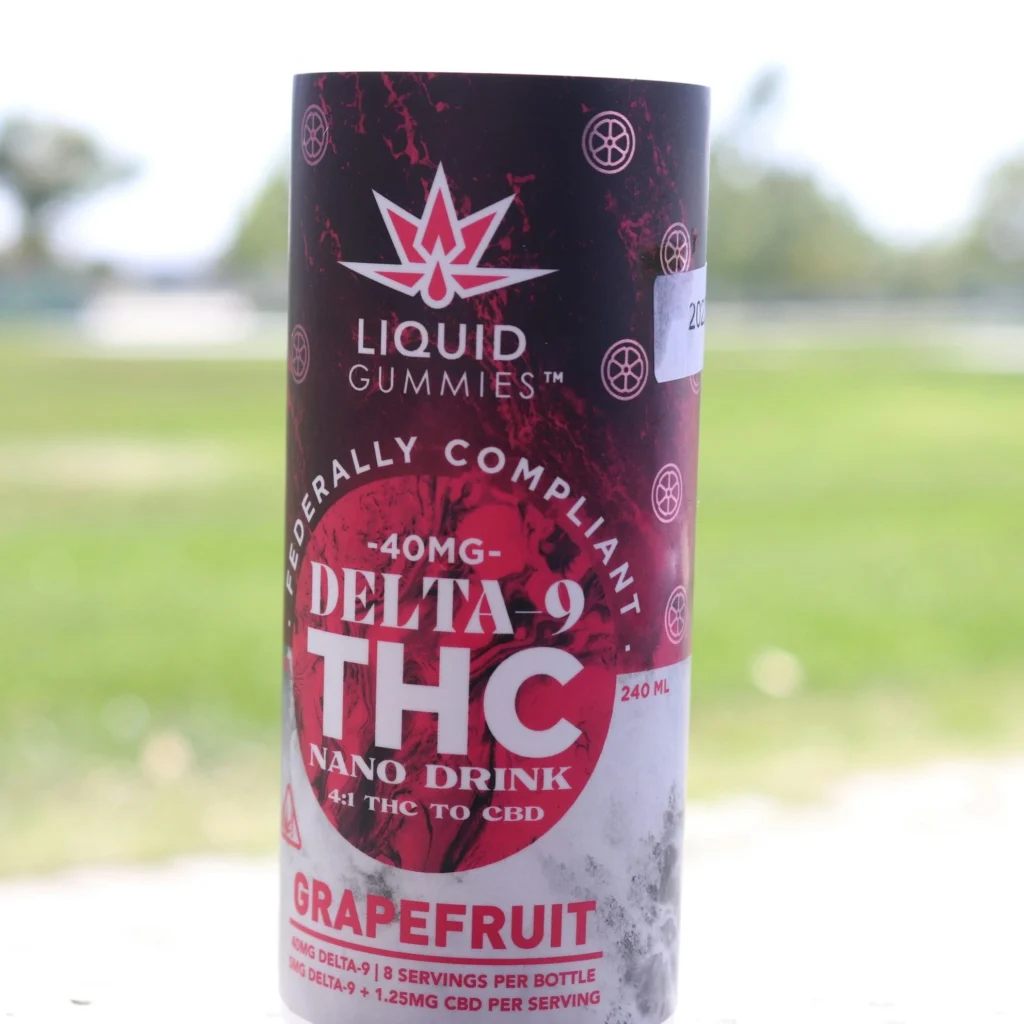 LIQUID
GUMMIES™
· FEDERALLY COMPLIANT ·
-40MG-
DELTA-9
THC
NANO DRINK
4:1 THC TO CBD
240 ML
GRAPEFRUIT
40MG DELTA-9 | 8 SERVINGS PER BOTTLE
5MG DELTA-9 + 1.25MG CBD PER SERVING